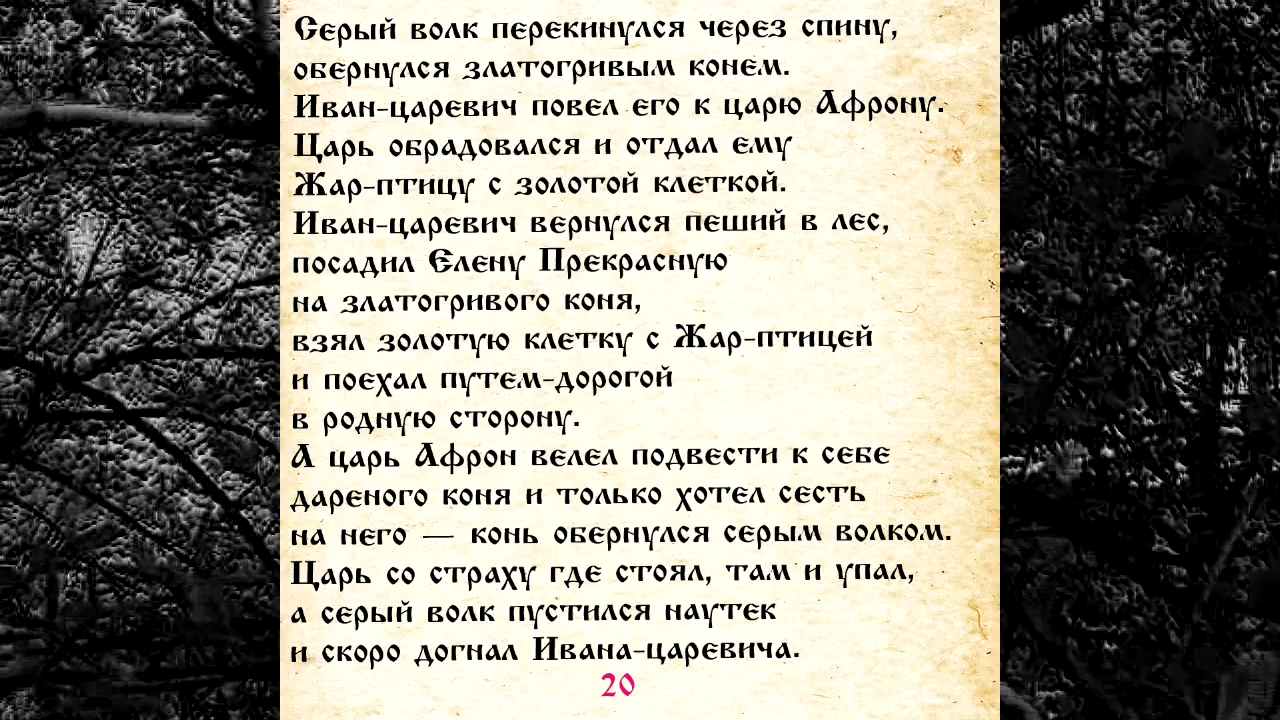 Серый волк перекинулся через спину,
обернулся златогривым конем.
Иван-царевич повел его к царю Афрону.
Царь обрадовался и отдал ему
Жар-птицу с золотой клеткой.
Иван-царевич вернулся пеший в лес,
посадил Елену Прекрасную
на златогривого коня,
взял золотую клетку с Жар-птицей
и поехал путем-дорогой
в родную сторону.
А царь Афрон велел подвести к себе
дареного коня и только хотел сесть
на него — конь обернулся серым волком.
Царь со страху где стоял, там и упал,
а серый волк пустился наутек
и скоро догнал Ивана-царевича.
20